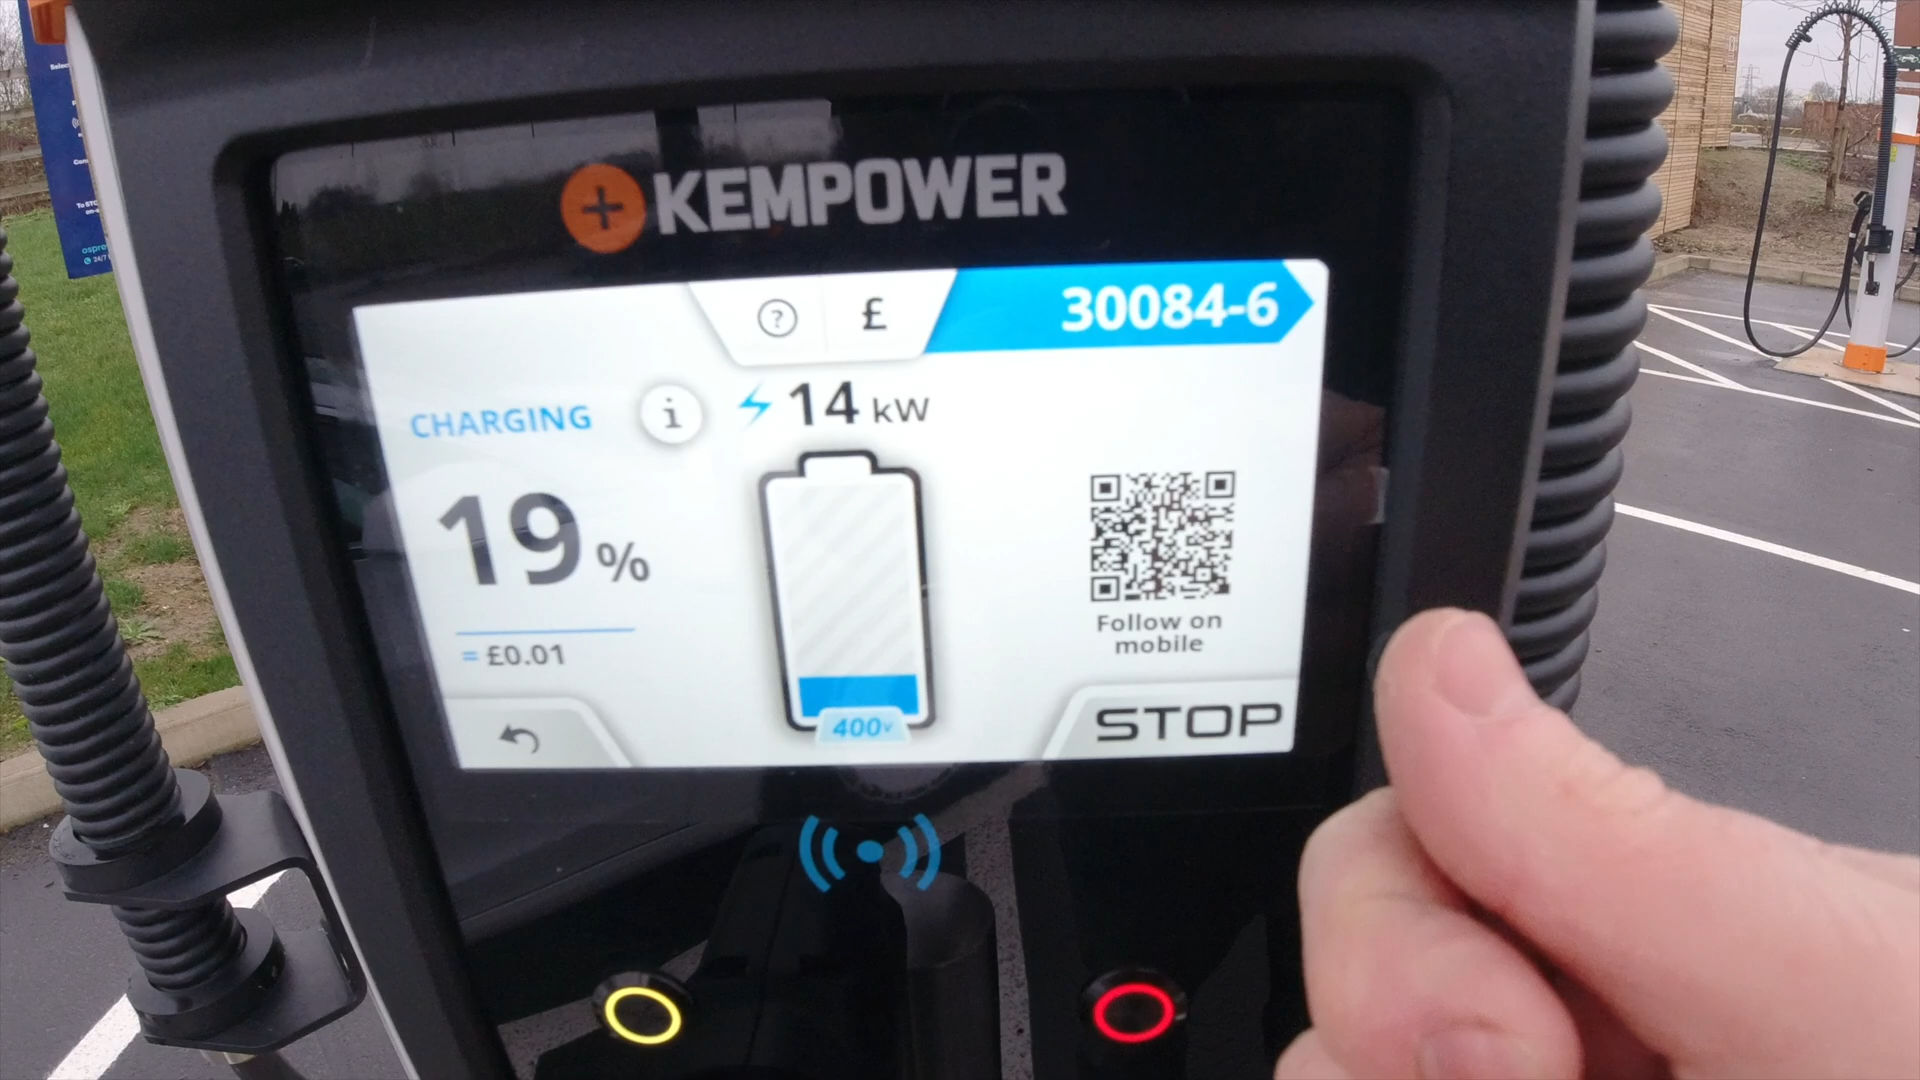 KEMPOWER
? £ 30084-6
CHARGING i 14 kW
19 %
= £0.01
Follow on
mobile
400v
STOP